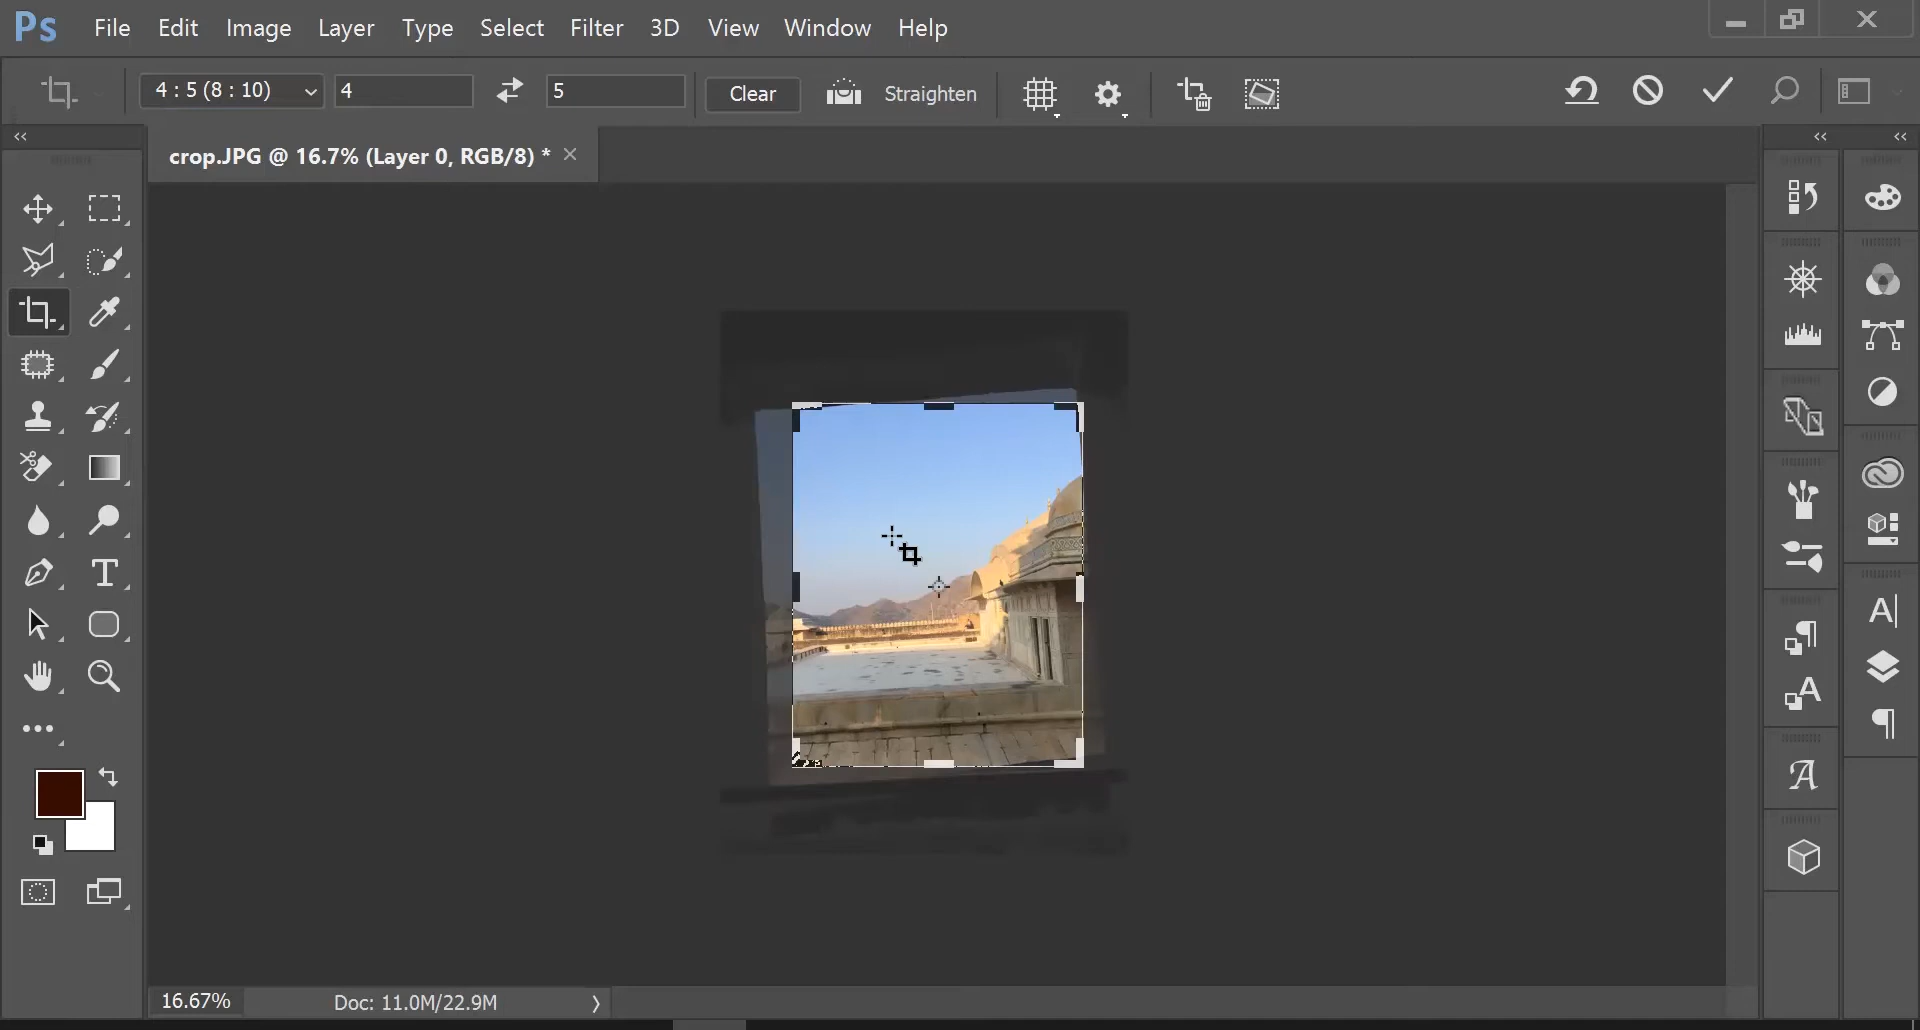 Ps File Edit Image Layer Type Select Filter 3D View Window Help
4 : 5 (8 : 10) 4 5 Clear Straighten
crop.JPG @ 16.7% (Layer 0, RGB/8) *
16.67% Doc: 11.0M/22.9M